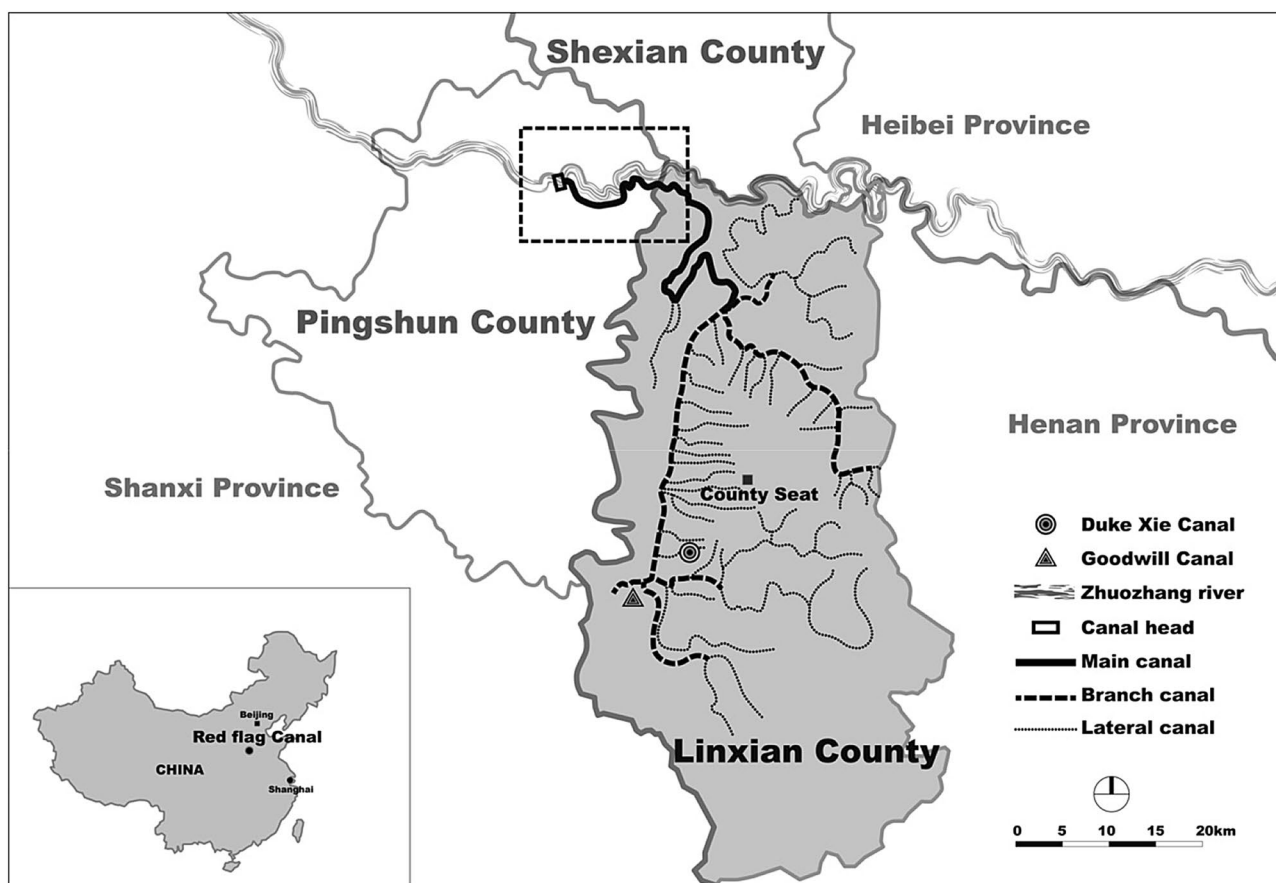 Shexian County
Heibei Province
Pingshun County
Henan Province
Shanxi Province
County Seat
Linxian County
Duke Xie Canal
Goodwill Canal
Zhuozhang river
Canal head
Main canal
Branch canal
Lateral canal
0 5 10 15 20km
Beijing
Red flag Canal
CHINA
Shanghai